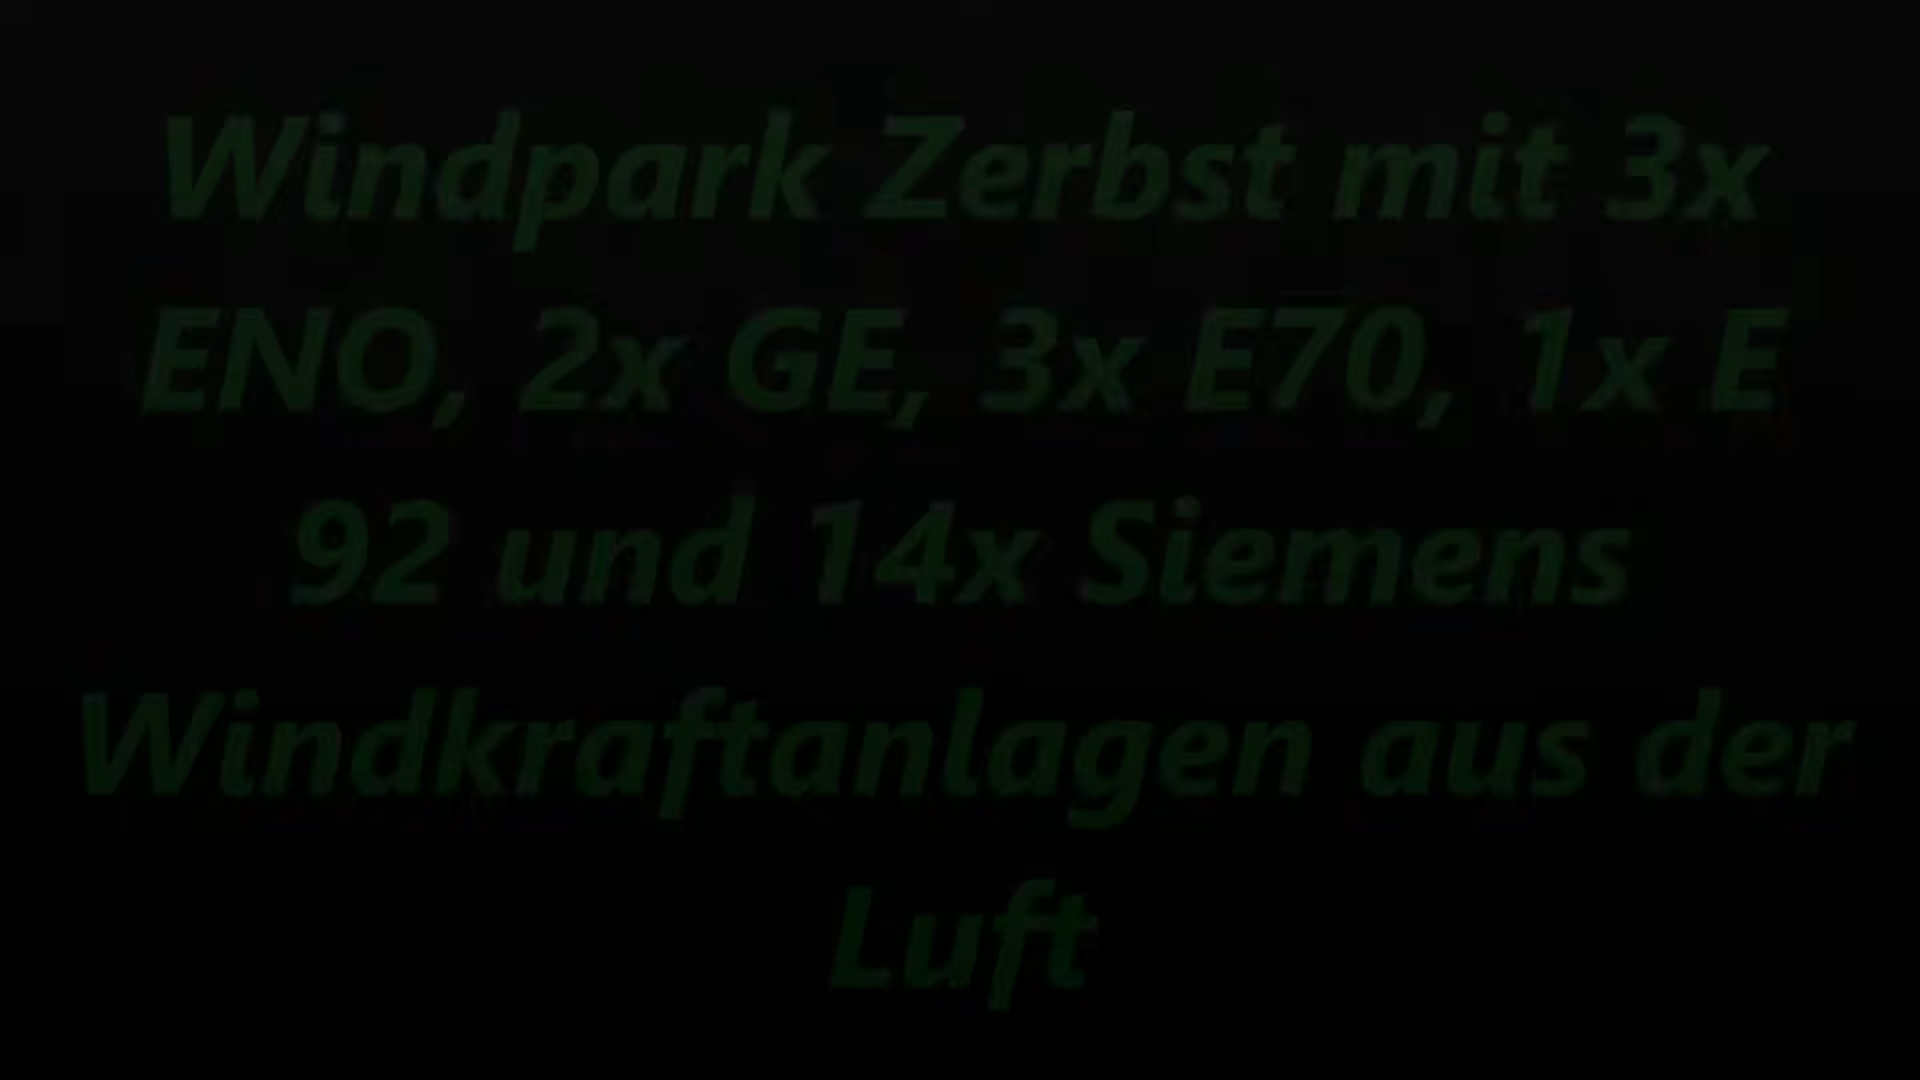 Windpark Zerbst mit 3x
ENO, 2x GE, 3x E70, 1x E
92 und 14x Siemens
Windkraftanlagen aus der
Luft